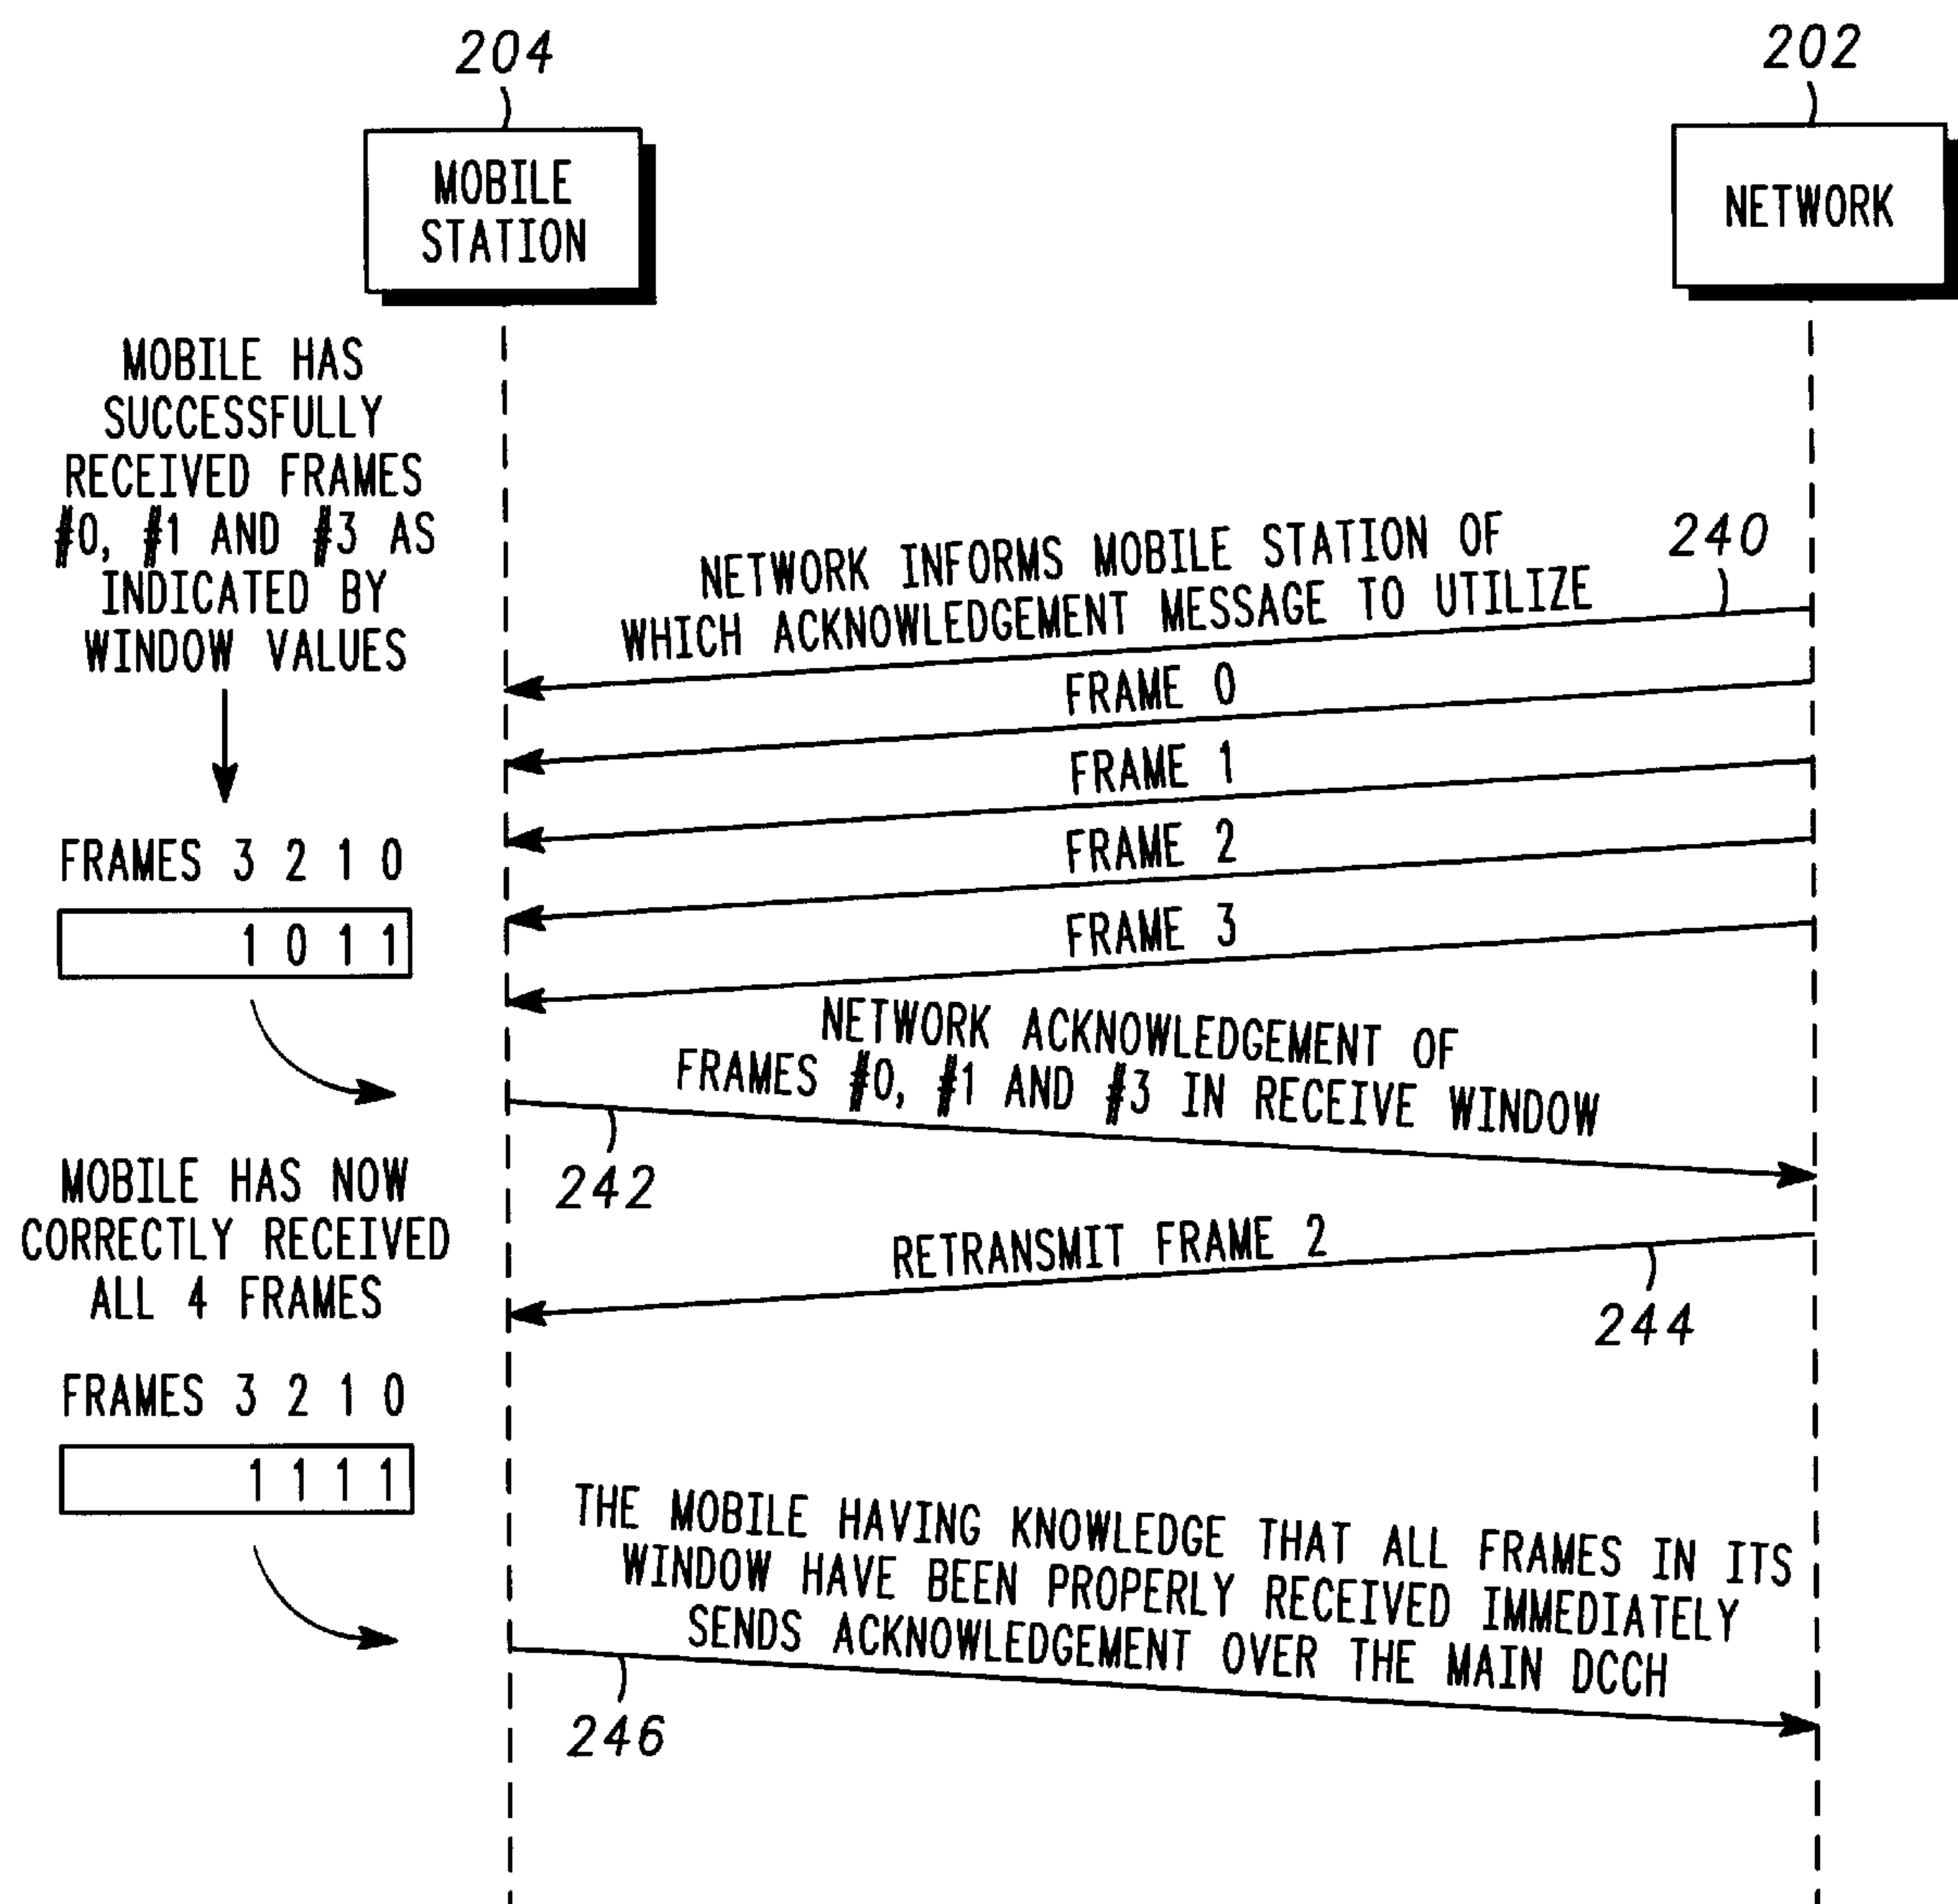 204
202
MOBILE
STATION
NETWORK
MOBILE HAS
SUCCESSFULLY
RECEIVED FRAMES
#0, #1 AND #3 AS
INDICATED BY
WINDOW VALUES
240
NETWORK INFORMS MOBILE STATION OF
WHICH ACKNOWLEDGEMENT MESSAGE TO UTILIZE
FRAME 0
FRAME 1
FRAME 2
FRAME 3
FRAMES 3 2 1 0
1 0 1 1
NETWORK ACKNOWLEDGEMENT OF
FRAMES #0, #1 AND #3 IN RECEIVE WINDOW
242
MOBILE HAS NOW
CORRECTLY RECEIVED
ALL 4 FRAMES
RETRANSMIT FRAME 2
244
FRAMES 3 2 1 0
1 1 1 1
THE MOBILE HAVING KNOWLEDGE THAT ALL FRAMES IN ITS
WINDOW HAVE BEEN PROPERLY RECEIVED IMMEDIATELY
SENDS ACKNOWLEDGEMENT OVER THE MAIN DCCH
246